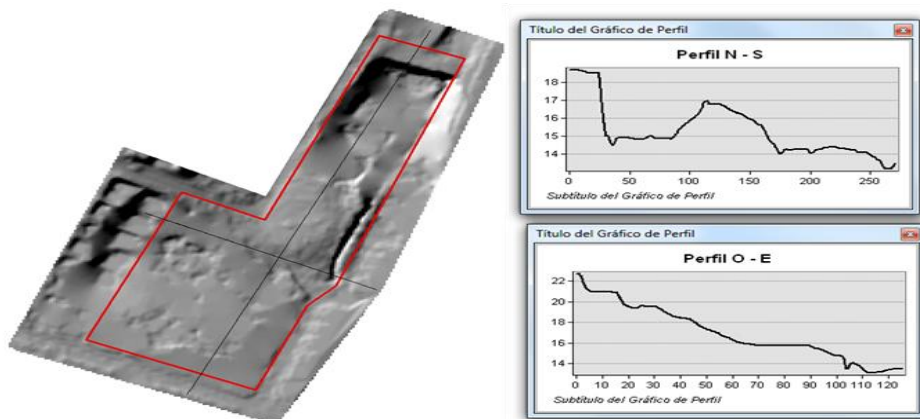 Título del Gráfico de Perfil
Perfil N - S
18
17
16
15
14
0 50 100 150 200 250
Subtítulo del Gráfico de Perfil
Título del Gráfico de Perfil
Perfil O - E
22
20
18
16
14
0 10 20 30 40 50 60 70 80 90 100 110 120
Subtítulo del Gráfico de Perfil